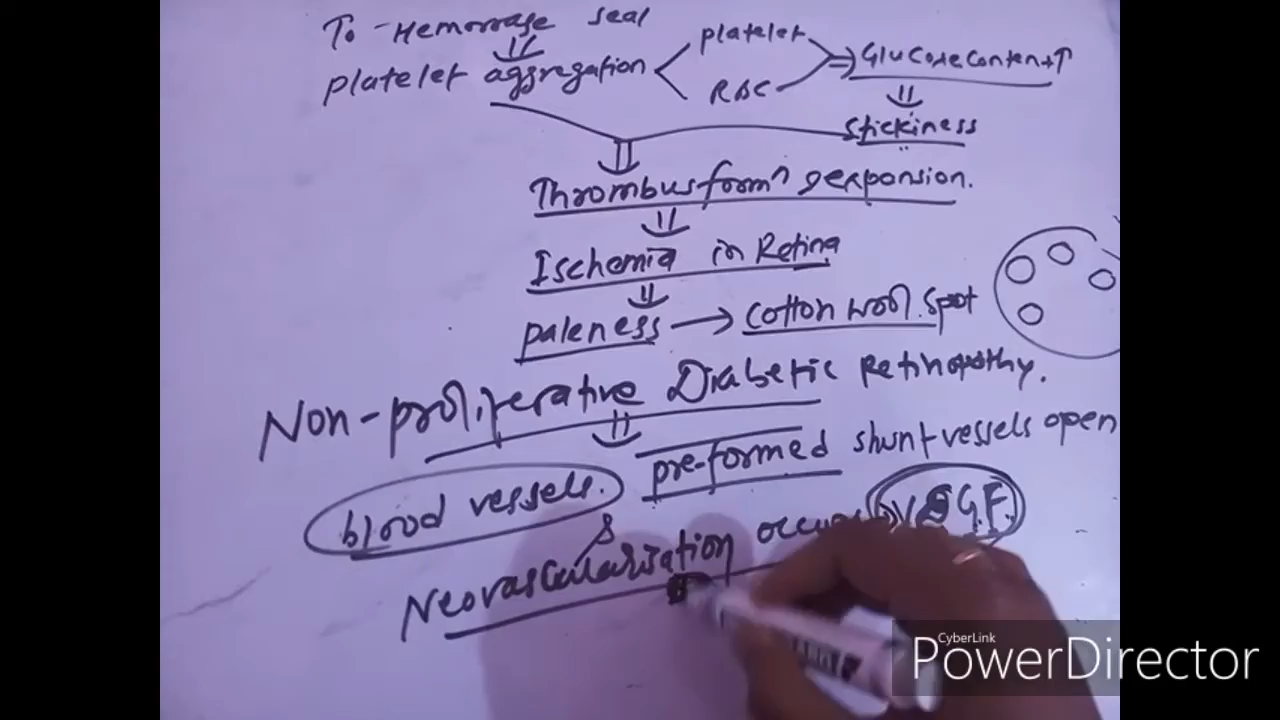 To - Hemorrage seal
platelet aggregation < platelet RBC => Glucose Content ↑
stickiness
Thrombus formⁿ & expansion.
Ischemia in Retina
paleness → cotton wool spot
Non-proliferative Diabetic Retinopathy.
pre-formed shunt vessels open
blood vessels.
&
Neovascularisation occurs V G.F.
CyberLink
PowerDirector